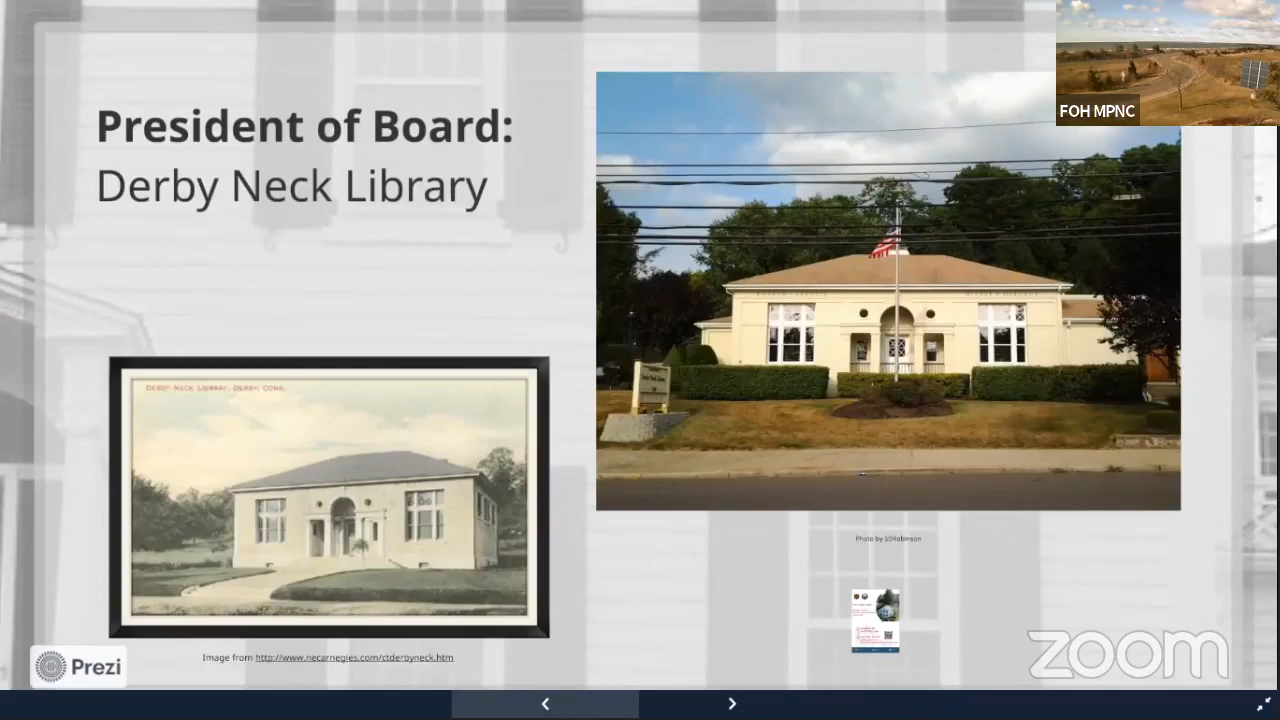 President of Board:
Derby Neck Library
FOH MPNC
DERBY NECK LIBRARY, DERBY, CONN.
Photo by SDRobinson
Image from http://www.necarnegies.com/ctderbyneck.htm
Prezi
zoom